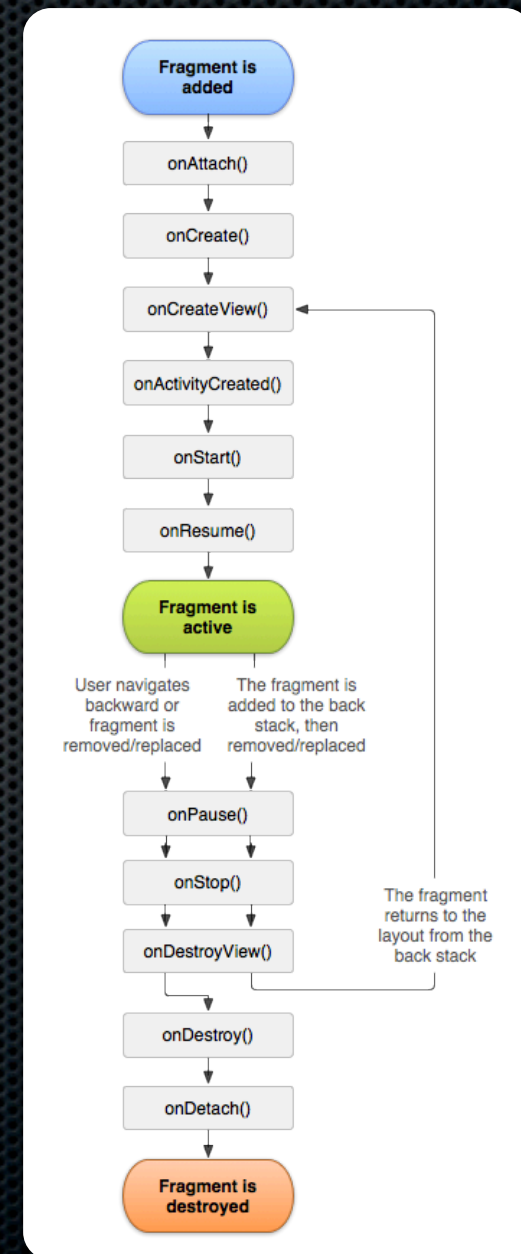 Fragment is
added
onAttach()
onCreate()
onCreateView()
onActivityCreated()
onStart()
onResume()
Fragment is
active
User navigates
backward or
fragment is
removed/replaced
The fragment is
added to the back
stack, then
removed/replaced
onPause()
onStop()
The fragment
returns to the
layout from the
back stack
onDestroyView()
onDestroy()
onDetach()
Fragment is
destroyed